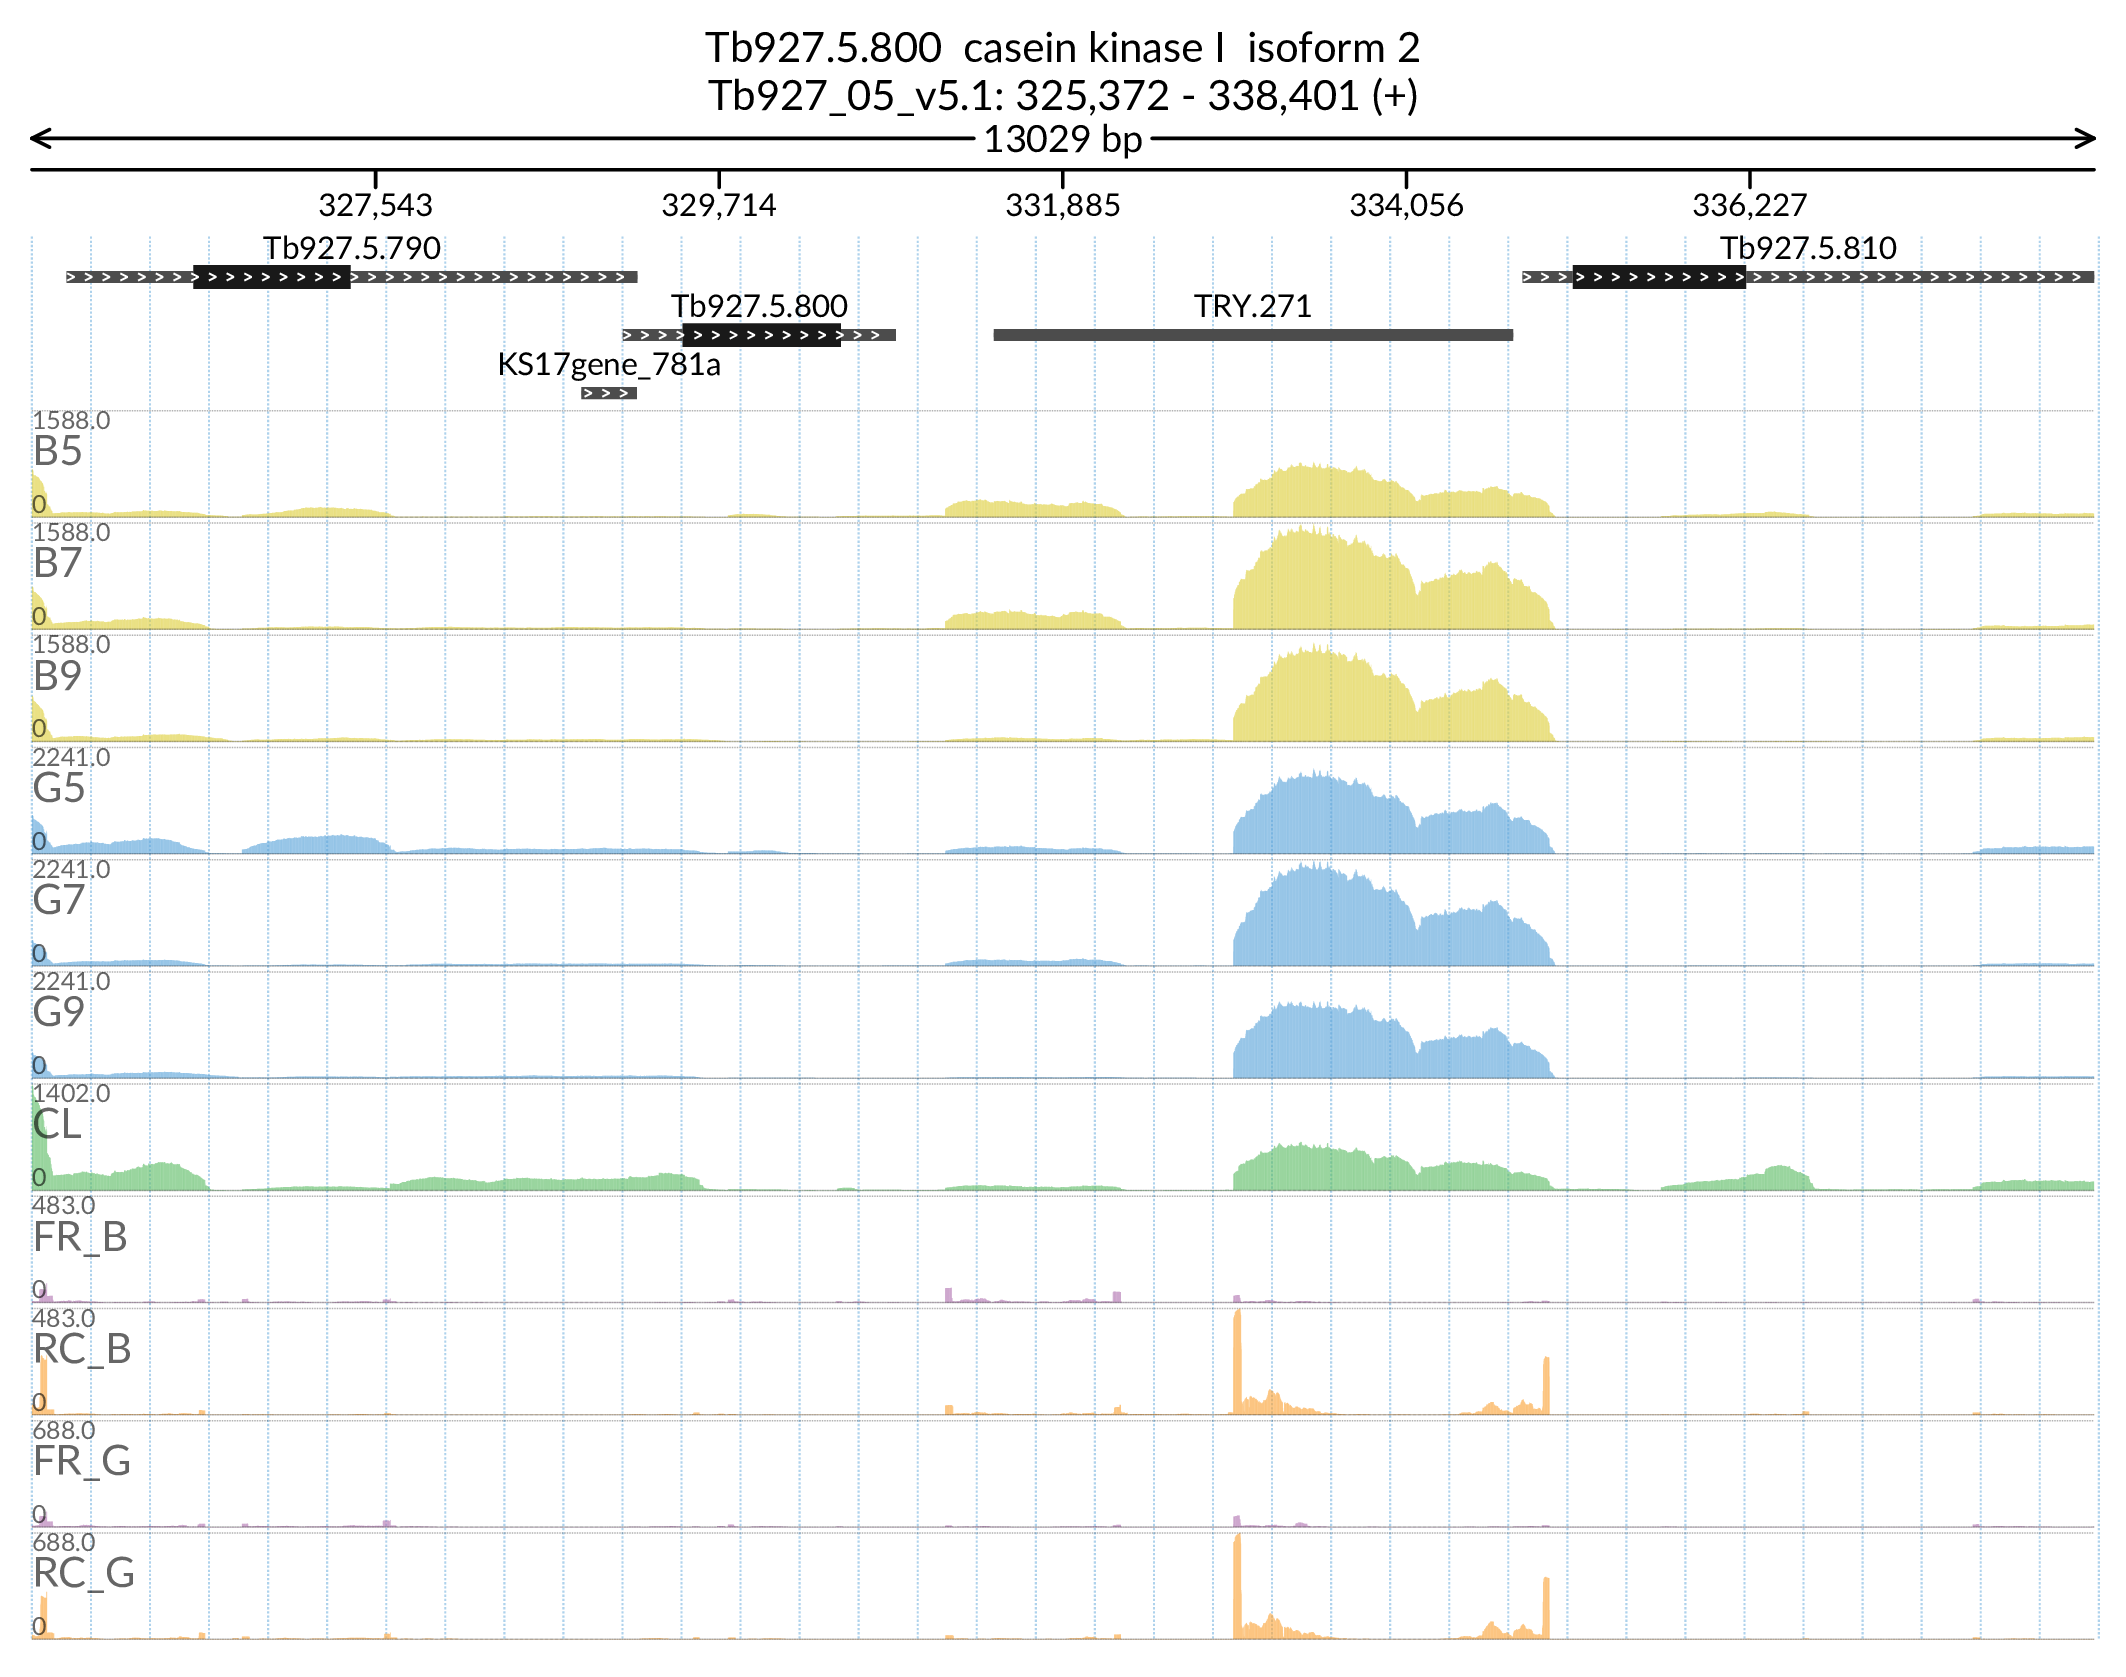 Tb927.5.800 casein kinase I isoform 2
Tb927_05_v5.1: 325,372 - 338,401 (+)
13029 bp
327,543 329,714 331,885 334,056 336,227
Tb927.5.790 Tb927.5.810
Tb927.5.800 TRY.271
KS17gene_781a
1588.0
B5
0
1588.0
B7
0
1588.0
B9
0
2241.0
G5
0
2241.0
G7
0
2241.0
G9
0
1402.0
CL
0
483.0
FR_B
0
483.0
RC_B
0
688.0
FR_G
0
688.0
RC_G
0